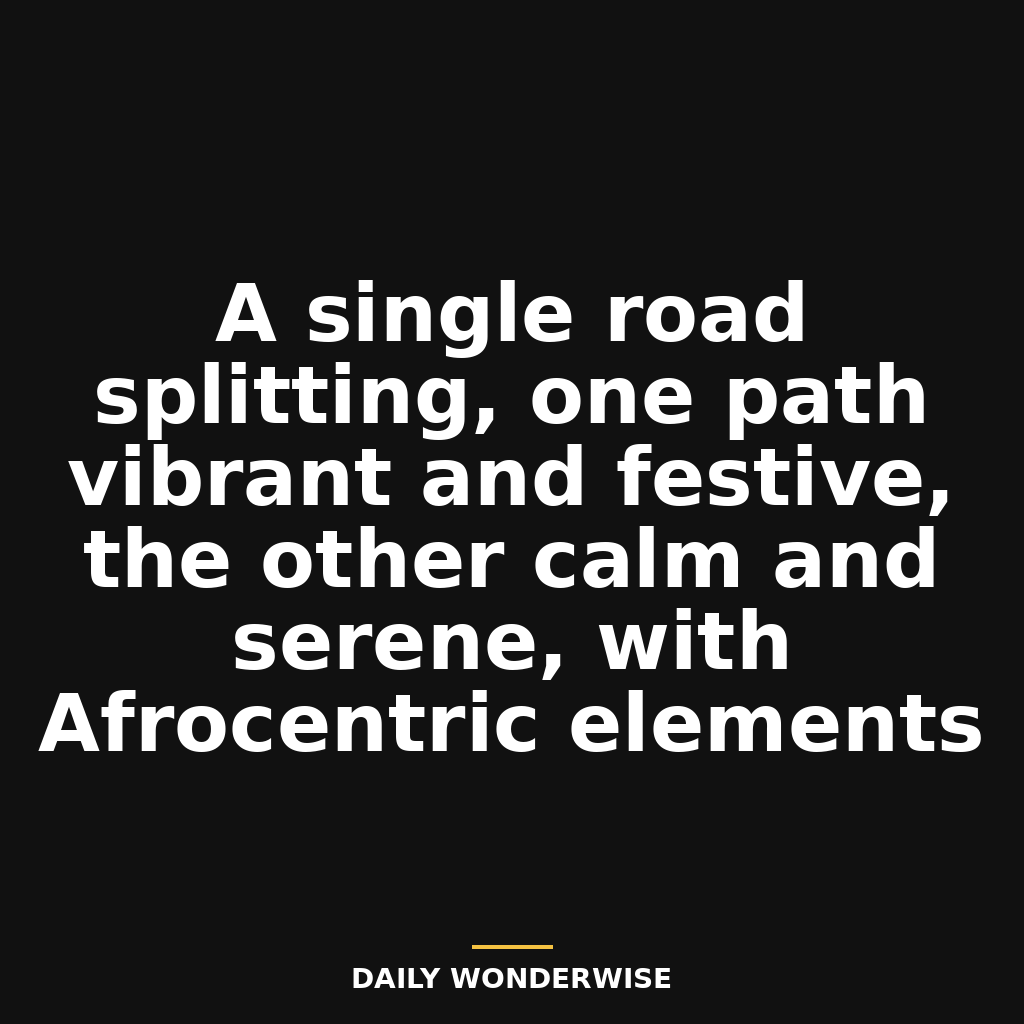 A single road
splitting, one path
vibrant and festive,
the other calm and
serene, with
Afrocentric elements
DAILY WONDERWISE